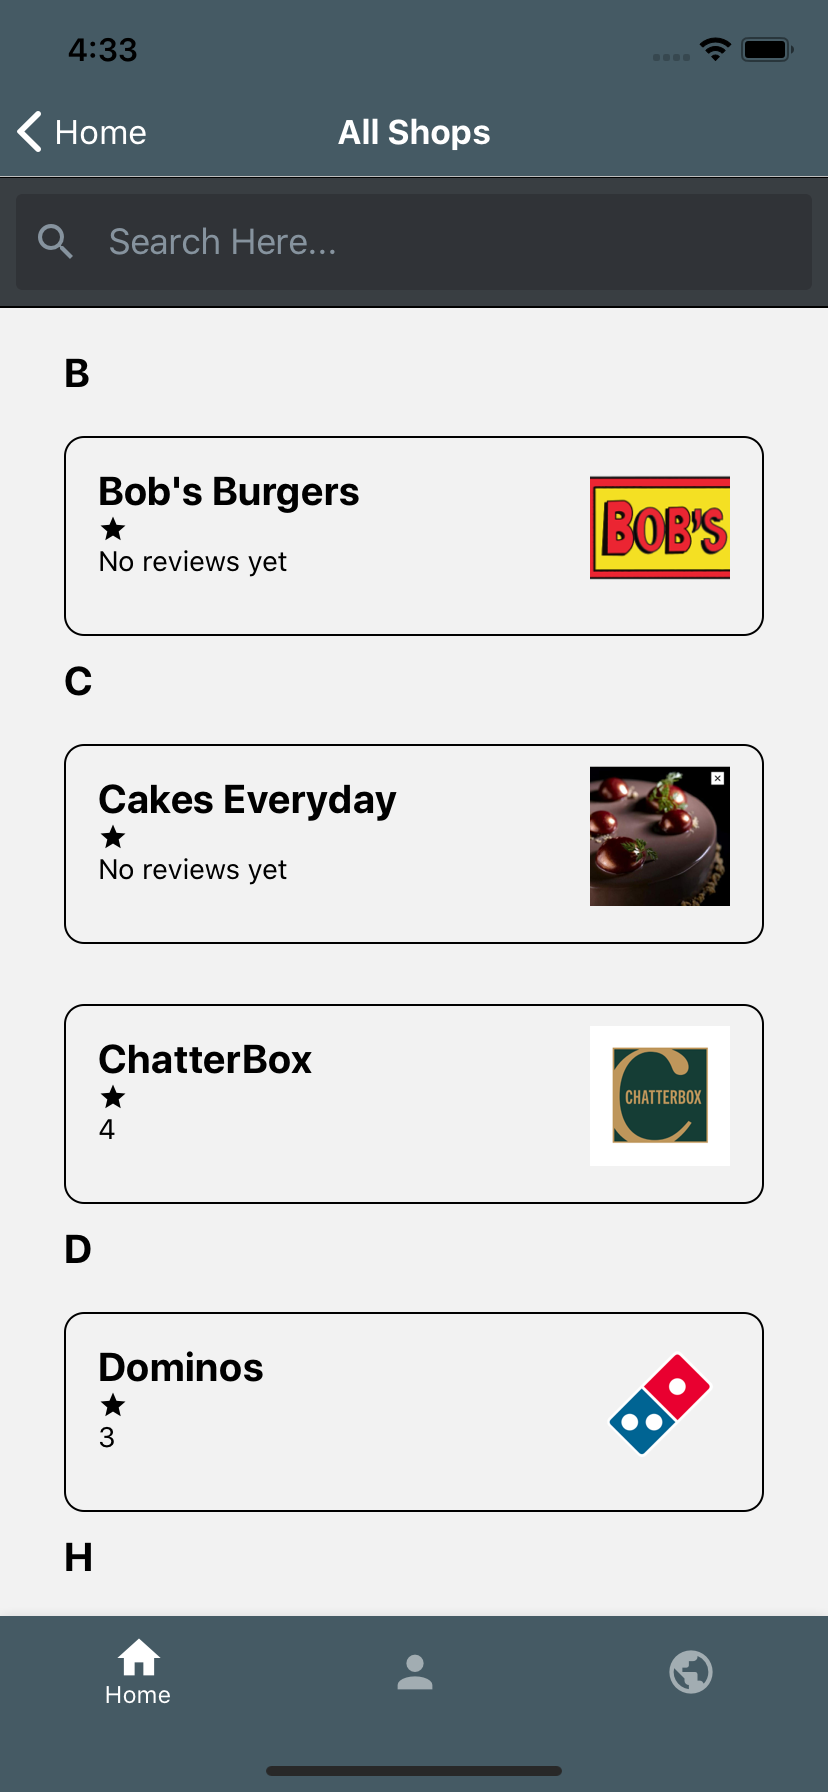 4:33
Home
All Shops
Search Here...
B
Bob's Burgers
No reviews yet
BOB'S
C
Cakes Everyday
No reviews yet
ChatterBox
4
C
CHATTERBOX
D
Dominos
3
H
Home